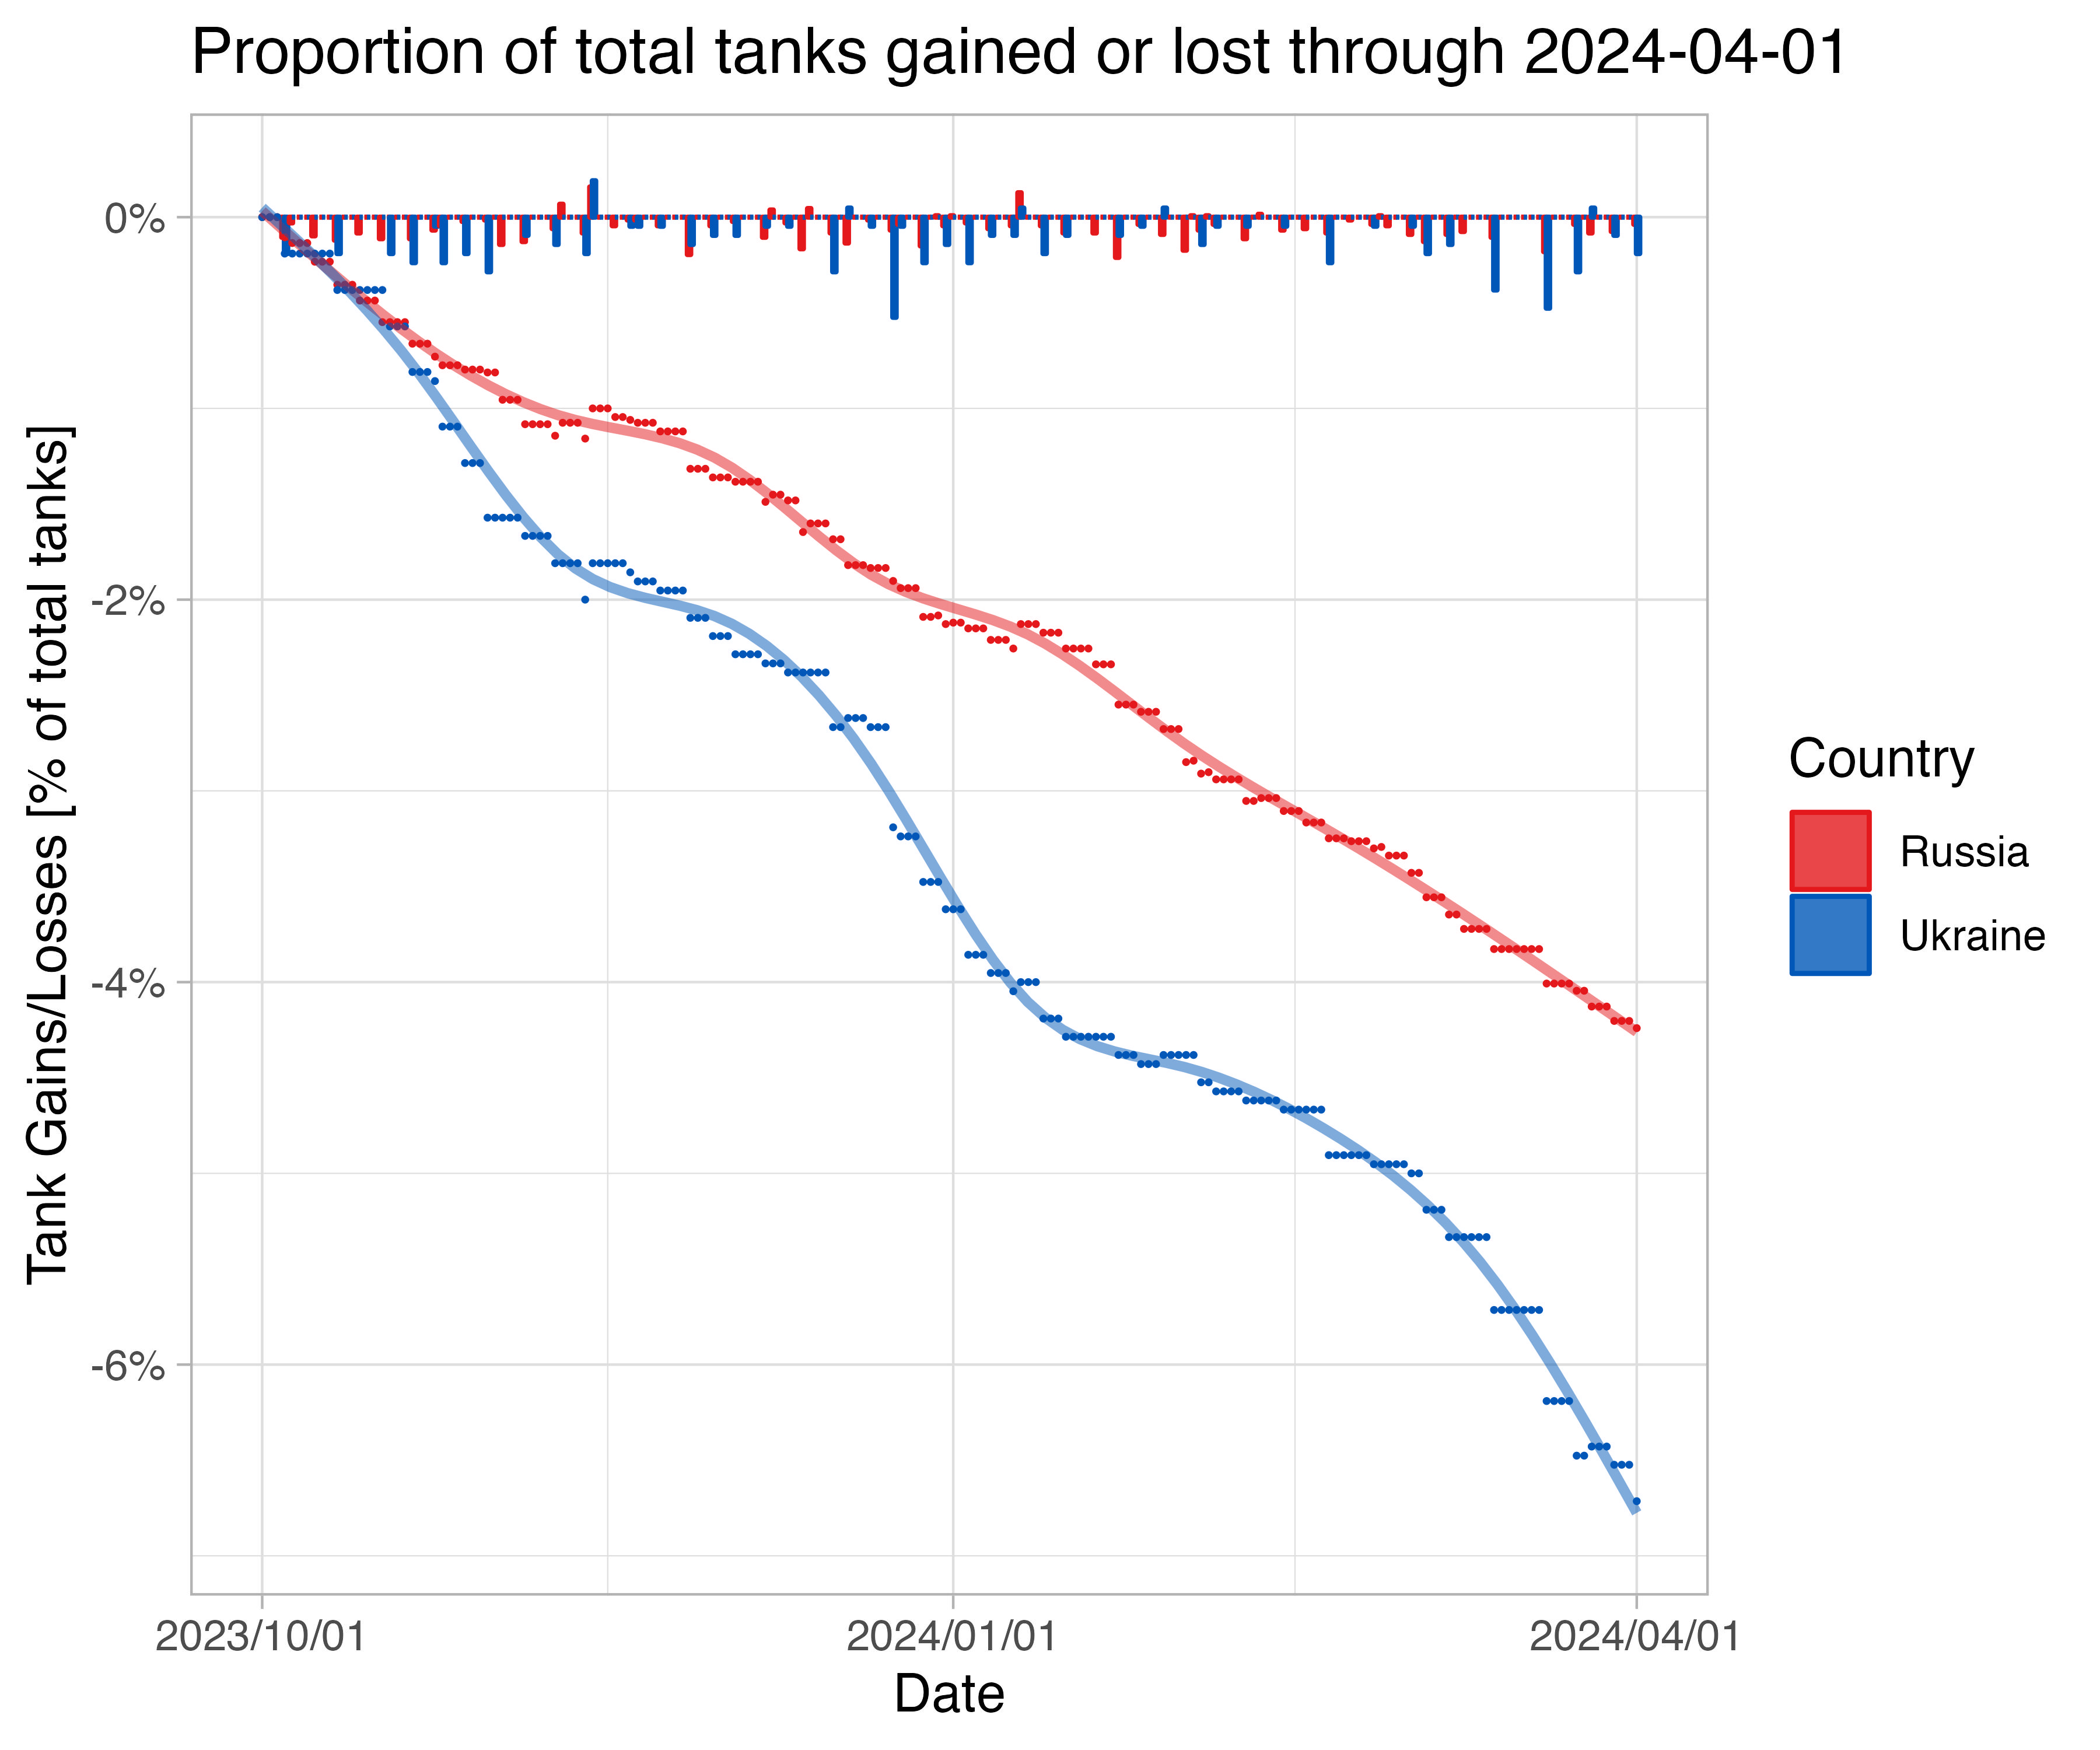 Proportion of total tanks gained or lost through 2024-04-01
Tank Gains/Losses [% of total tanks]
0%
-2%
-4%
-6%
2023/10/01
2024/01/01
2024/04/01
Date
Country
Russia
Ukraine